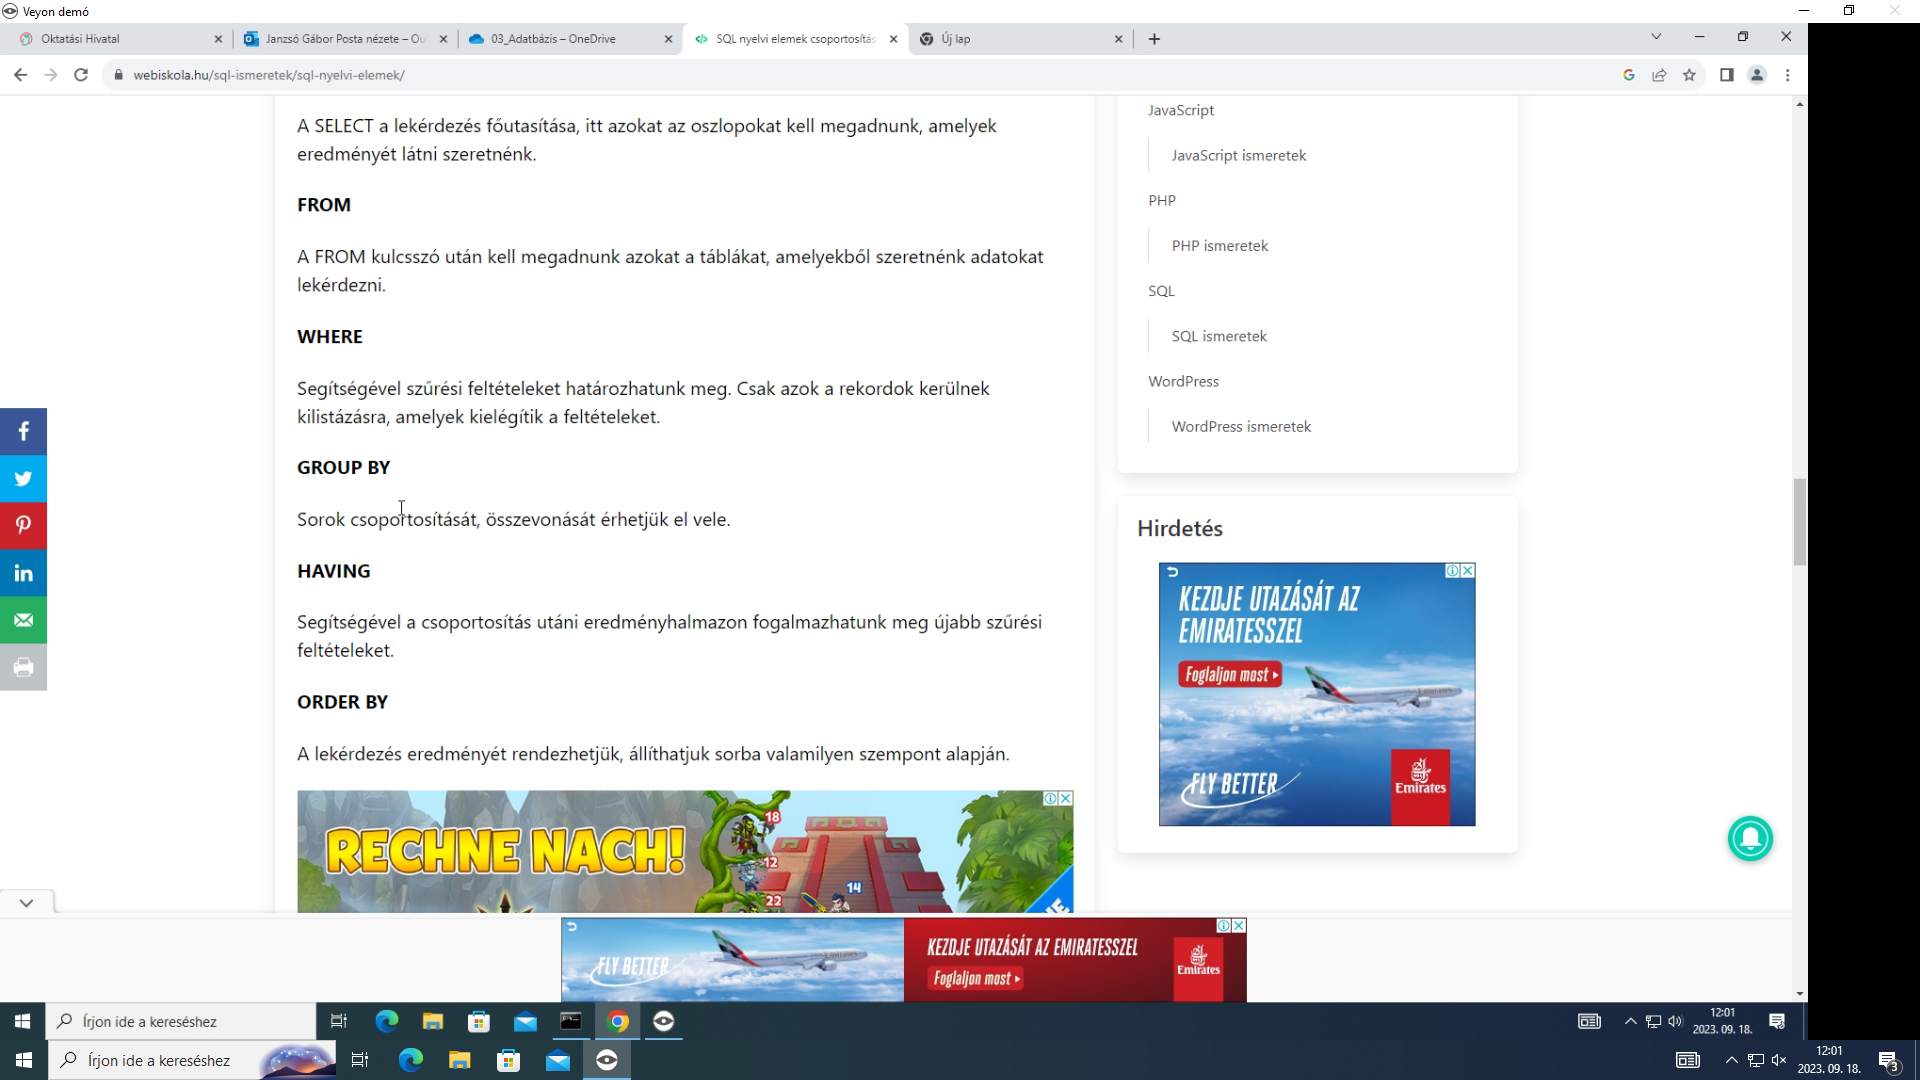 Veyon demó
Oktatási Hivatal
Janzsó Gábor Posta nézete – Ou
03_Adatbázis – OneDrive
SQL nyelvi elemek csoportosítás
Új lap
webiskola.hu/sql-ismeretek/sql-nyelvi-elemek/
A SELECT a lekérdezés főutasítása, itt azokat az oszlopokat kell megadnunk, amelyek
eredményét látni szeretnénk.
FROM
A FROM kulcsszó után kell megadnunk azokat a táblákat, amelyekből szeretnénk adatokat
lekérdezni.
WHERE
Segítségével szűrési feltételeket határozhatunk meg. Csak azok a rekordok kerülnek
kilistázásra, amelyek kielégítik a feltételeket.
GROUP BY
Sorok csoportosítását, összevonását érhetjük el vele.
HAVING
Segítségével a csoportosítás utáni eredményhalmazon fogalmazhatunk meg újabb szűrési
feltételeket.
ORDER BY
A lekérdezés eredményét rendezhetjük, állíthatjuk sorba valamilyen szempont alapján.
RECHNE NACH!
18
12
22
14
JavaScript
JavaScript ismeretek
PHP
PHP ismeretek
SQL
SQL ismeretek
WordPress
WordPress ismeretek
Hirdetés
KEZDJE UTAZÁSÁT AZ
EMIRATESSZEL
Foglaljon most
FLY BETTER
Emirates
FLY BETTER
KEZDJE UTAZÁSÁT AZ EMIRATESSZEL
Foglaljon most
Emirates
Írjon ide a kereséshez
12:01
2023. 09. 18.
Írjon ide a kereséshez
12:01
2023. 09. 18.
3